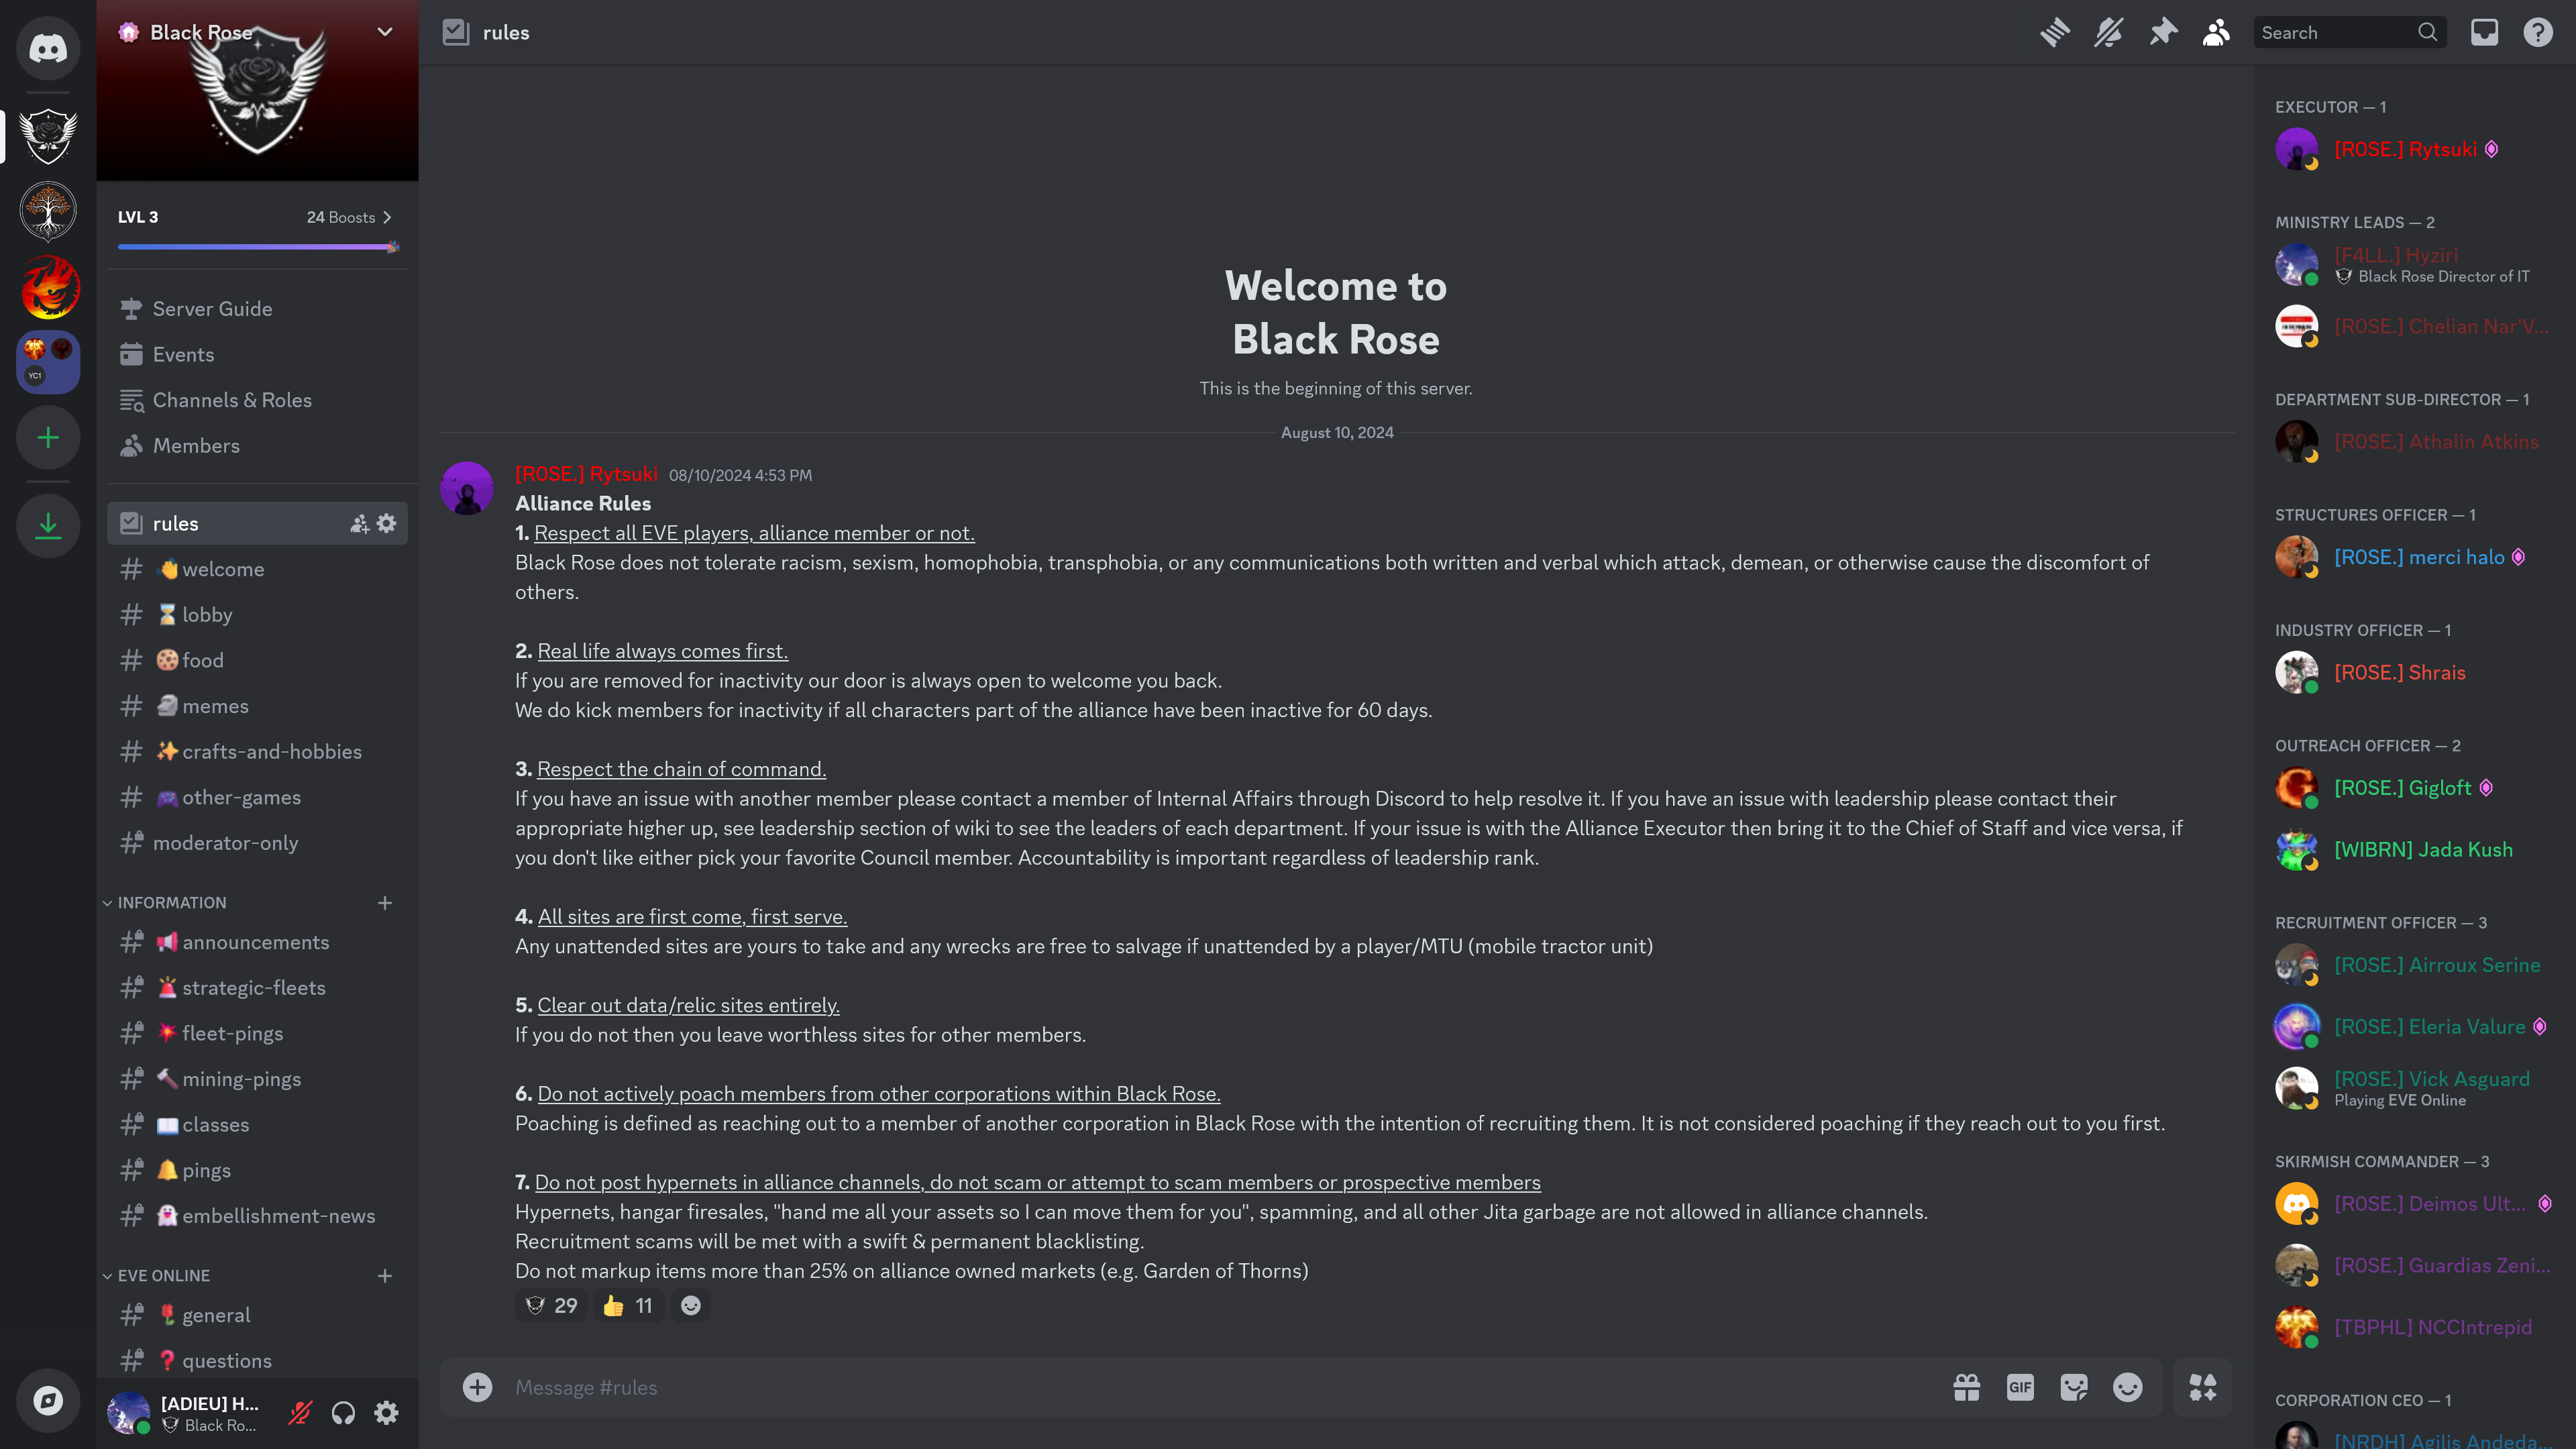 Black Rose
LVL 3
24 Boosts
Server Guide
Events
Channels & Roles
Members
rules
welcome
lobby
food
memes
crafts-and-hobbies
other-games
moderator-only
INFORMATION
announcements
strategic-fleets
fleet-pings
mining-pings
classes
pings
embellishment-news
EVE ONLINE
general
questions
[ADIEU] H...
Black Ro...
YC1
rules
Search
Welcome to
Black Rose
This is the beginning of this server.
August 10, 2024
[R0SE.] Rytsuki 08/10/2024 4:53 PM
Alliance Rules
1. Respect all EVE players, alliance member or not.
Black Rose does not tolerate racism, sexism, homophobia, transphobia, or any communications both written and verbal which attack, demean, or otherwise cause the discomfort of
others.
2. Real life always comes first.
If you are removed for inactivity our door is always open to welcome you back.
We do kick members for inactivity if all characters part of the alliance have been inactive for 60 days.
3. Respect the chain of command.
If you have an issue with another member please contact a member of Internal Affairs through Discord to help resolve it. If you have an issue with leadership please contact their
appropriate higher up, see leadership section of wiki to see the leaders of each department. If your issue is with the Alliance Executor then bring it to the Chief of Staff and vice versa, if
you don't like either pick your favorite Council member. Accountability is important regardless of leadership rank.
4. All sites are first come, first serve.
Any unattended sites are yours to take and any wrecks are free to salvage if unattended by a player/MTU (mobile tractor unit)
5. Clear out data/relic sites entirely.
If you do not then you leave worthless sites for other members.
6. Do not actively poach members from other corporations within Black Rose.
Poaching is defined as reaching out to a member of another corporation in Black Rose with the intention of recruiting them. It is not considered poaching if they reach out to you first.
7. Do not post hypernets in alliance channels, do not scam or attempt to scam members or prospective members
Hypernets, hangar firesales, "hand me all your assets so I can move them for you", spamming, and all other Jita garbage are not allowed in alliance channels.
Recruitment scams will be met with a swift & permanent blacklisting.
Do not markup items more than 25% on alliance owned markets (e.g. Garden of Thorns)
29 11
Message #rules
GIF
EXECUTOR — 1
[R0SE.] Rytsuki
MINISTRY LEADS — 2
[F4LL.] Hyziri
Black Rose Director of IT
[R0SE.] Chelian Nar'V...
DEPARTMENT SUB-DIRECTOR — 1
[R0SE.] Athalin Atkins
STRUCTURES OFFICER — 1
[R0SE.] merci halo
INDUSTRY OFFICER — 1
[R0SE.] Shrais
OUTREACH OFFICER — 2
[R0SE.] Gigloft
[WIBRN] Jada Kush
RECRUITMENT OFFICER — 3
[R0SE.] Airroux Serine
[R0SE.] Eleria Valure
[R0SE.] Vick Asguard
Playing EVE Online
SKIRMISH COMMANDER — 3
[R0SE.] Deimos Ult...
[R0SE.] Guardias Zeni...
[TBPHL] NCCIntrepid
CORPORATION CEO — 1
[NRDH] Agilis Andeda...